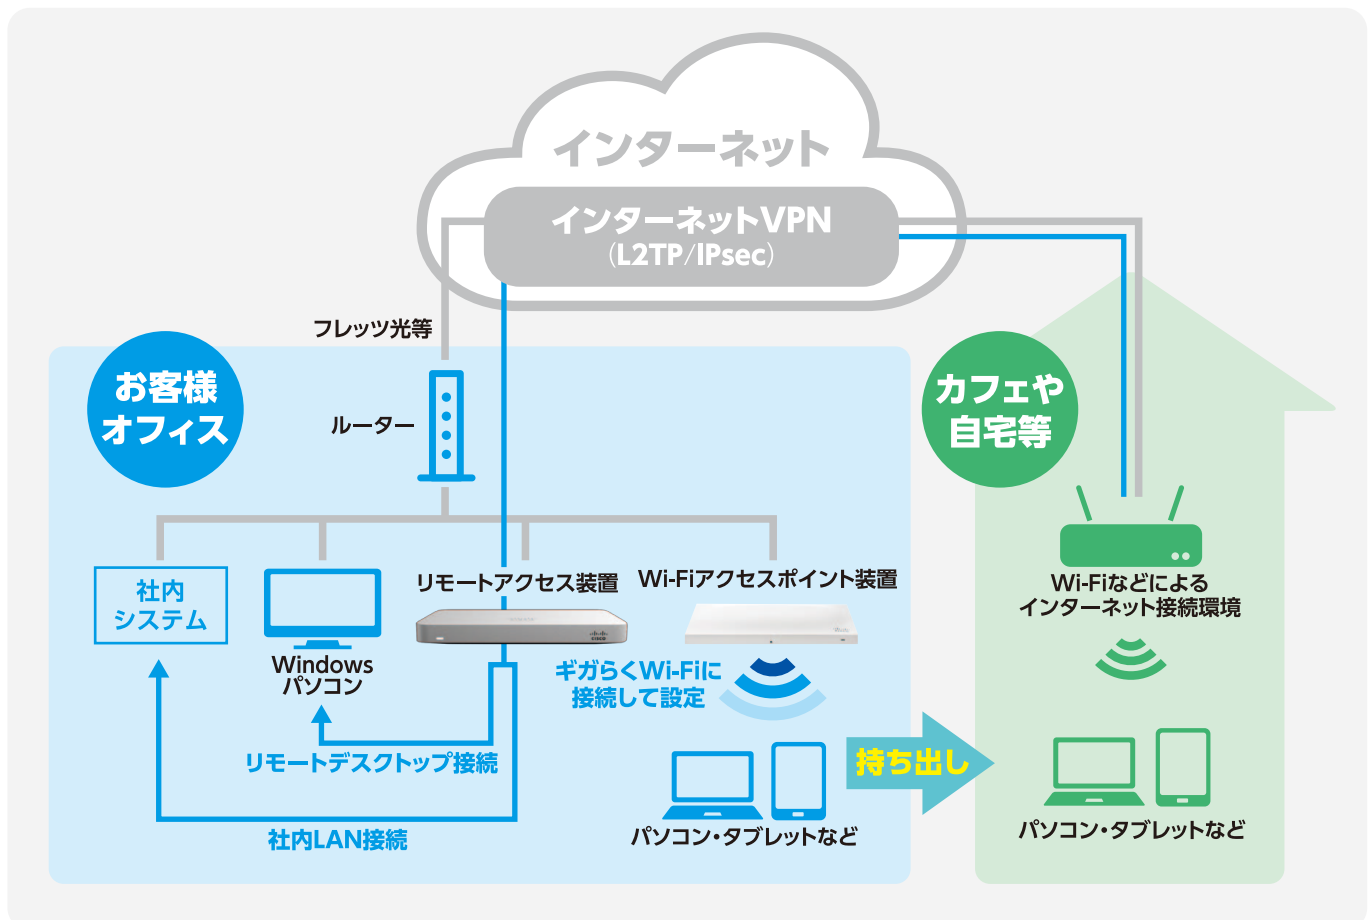 インターネット
インターネットVPN
(L2TP/IPsec)
フレッツ光等
お客様
オフィス
ルーター
カフェや
自宅等
社内
システム
Windows
パソコン
リモートアクセス装置
Wi-Fiアクセスポイント装置
Wi-Fiなどによる
インターネット接続環境
ギガらくWi-Fiに
接続して設定
リモートデスクトップ接続
社内LAN接続
持ち出し
パソコン・タブレットなど
パソコン・タブレットなど